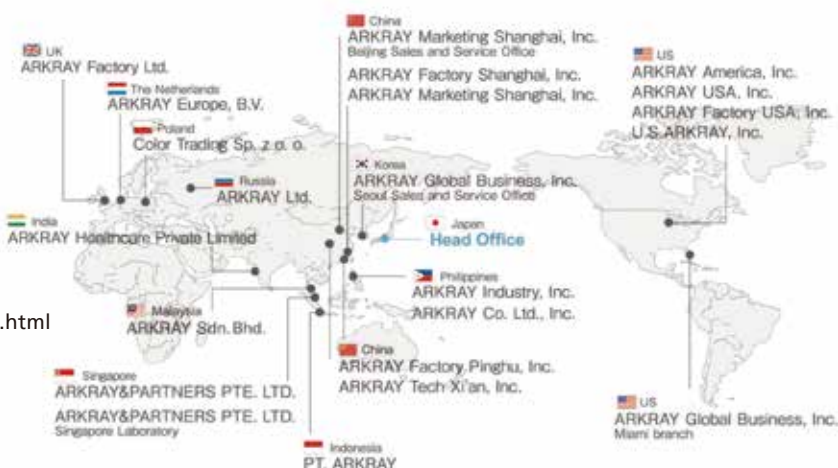 China
ARKRAY Marketing Shanghai, Inc.
Beijing Sales and Service Office
ARKRAY Factory Shanghai, Inc.
ARKRAY Marketing Shanghai, Inc.
US
ARKRAY America, Inc.
ARKRAY USA, Inc.
ARKRAY Factory USA, Inc.
U.S.ARKRAY, Inc.
UK
ARKRAY Factory Ltd.
The Netherlands
ARKRAY Europe, B.V.
Poland
Color Trading Sp. z o. o.
Russia
ARKRAY Ltd.
Korea
ARKRAY Global Business, Inc.
Seoul Sales and Service Office
India
ARKRAY Healthcare Private Limited
Japan
Head Office
Philippines
ARKRAY Industry, Inc.
ARKRAY Co. Ltd., Inc.
.html
Malaysia
ARKRAY Sdn. Bhd.
China
ARKRAY Factory Pinghu, Inc.
ARKRAY Tech Xi'an, Inc.
Singapore
ARKRAY&PARTNERS PTE. LTD.
ARKRAY&PARTNERS PTE. LTD.
Singapore Laboratory
US
ARKRAY Global Business, Inc.
Miami branch
Indonesia
PT. ARKRAY